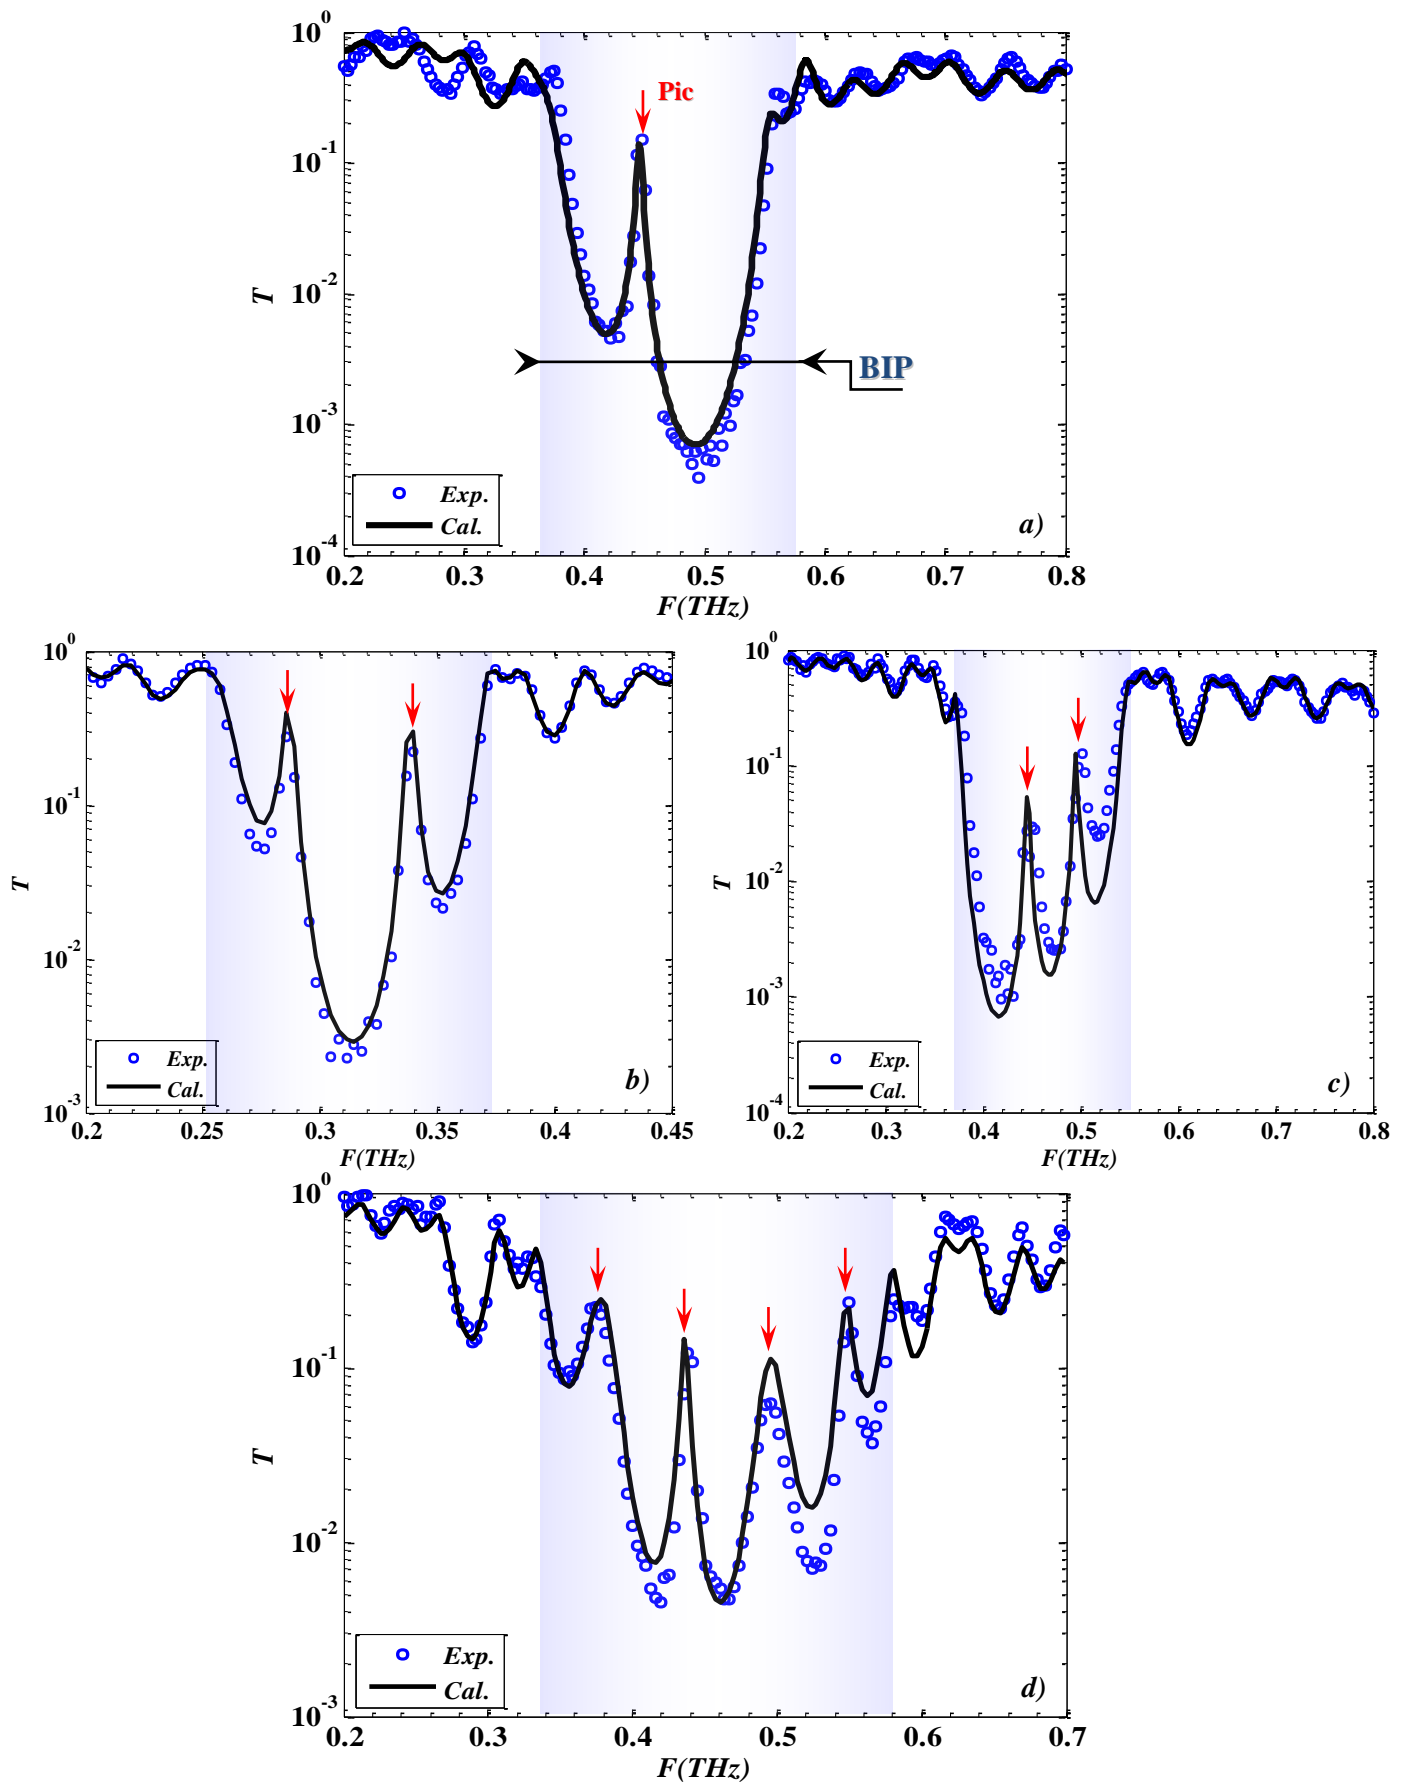 10^0
Pic
10^-1
10^-2
T
BIP
10^-3
Exp.
Cal.
a)
10^-4
0.2 0.3 0.4 0.5 0.6 0.7 0.8
F(THz)
10^0
10^-1
T
10^-2
Exp.
Cal.
b)
10^-3
0.2 0.25 0.3 0.35 0.4 0.45
F(THz)
10^0
10^-1
T
10^-2
10^-3
Exp.
Cal.
c)
10^-4
0.2 0.3 0.4 0.5 0.6 0.7 0.8
F(THz)
10^0
10^-1
T
10^-2
Exp.
Cal.
d)
10^-3
0.2 0.3 0.4 0.5 0.6 0.7
F(THz)